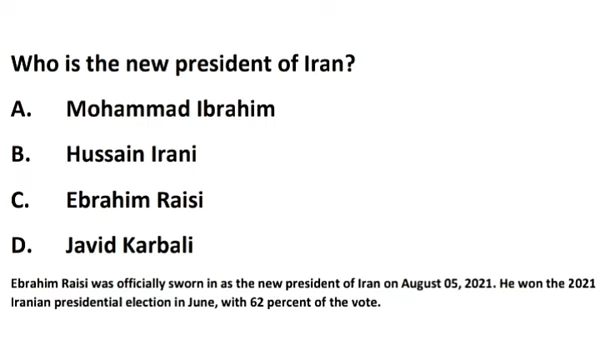 Who is the new president of Iran?
A. Mohammad Ibrahim
B. Hussain Irani
C. Ebrahim Raisi
D. Javid Karbali
Ebrahim Raisi was officially sworn in as the new president of Iran on August 05, 2021. He won the 2021
Iranian presidential election in June, with 62 percent of the vote.